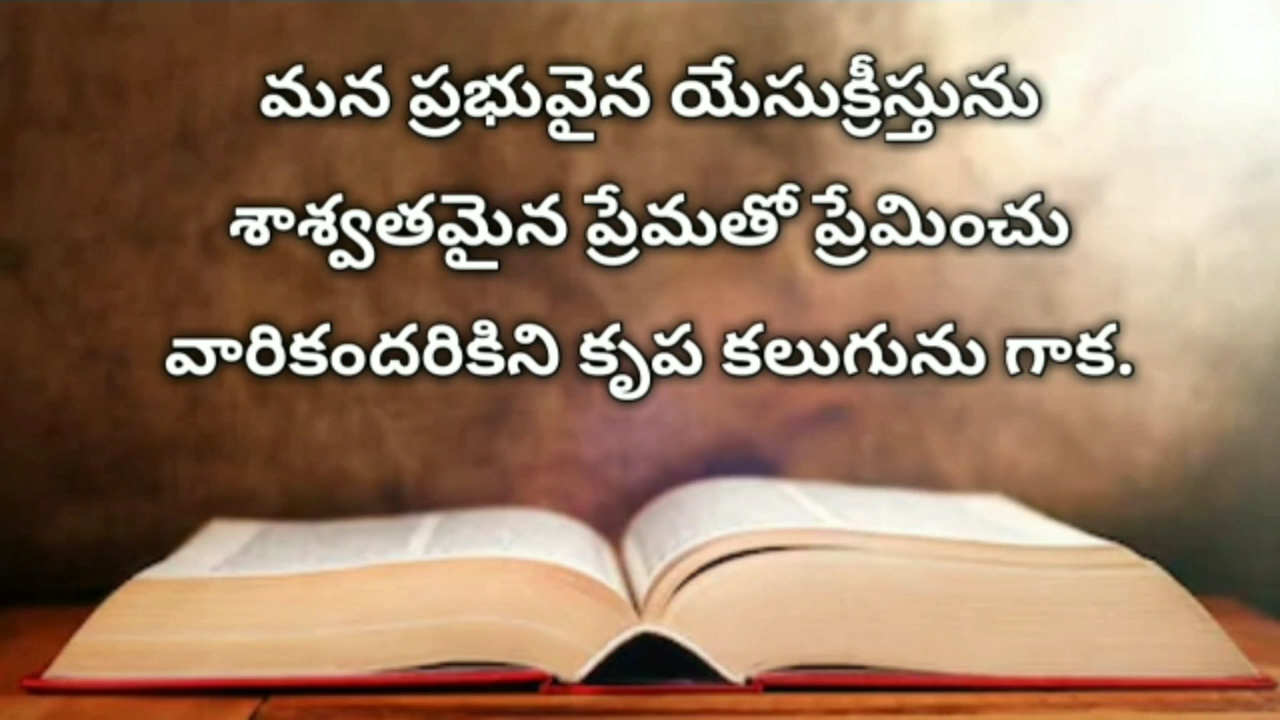 మన ప్రభువైన యేసుక్రీస్తును
శాశ్వతమైన ప్రేమతో ప్రేమించు
వారికందరికిని కృప కలుగును గాక.